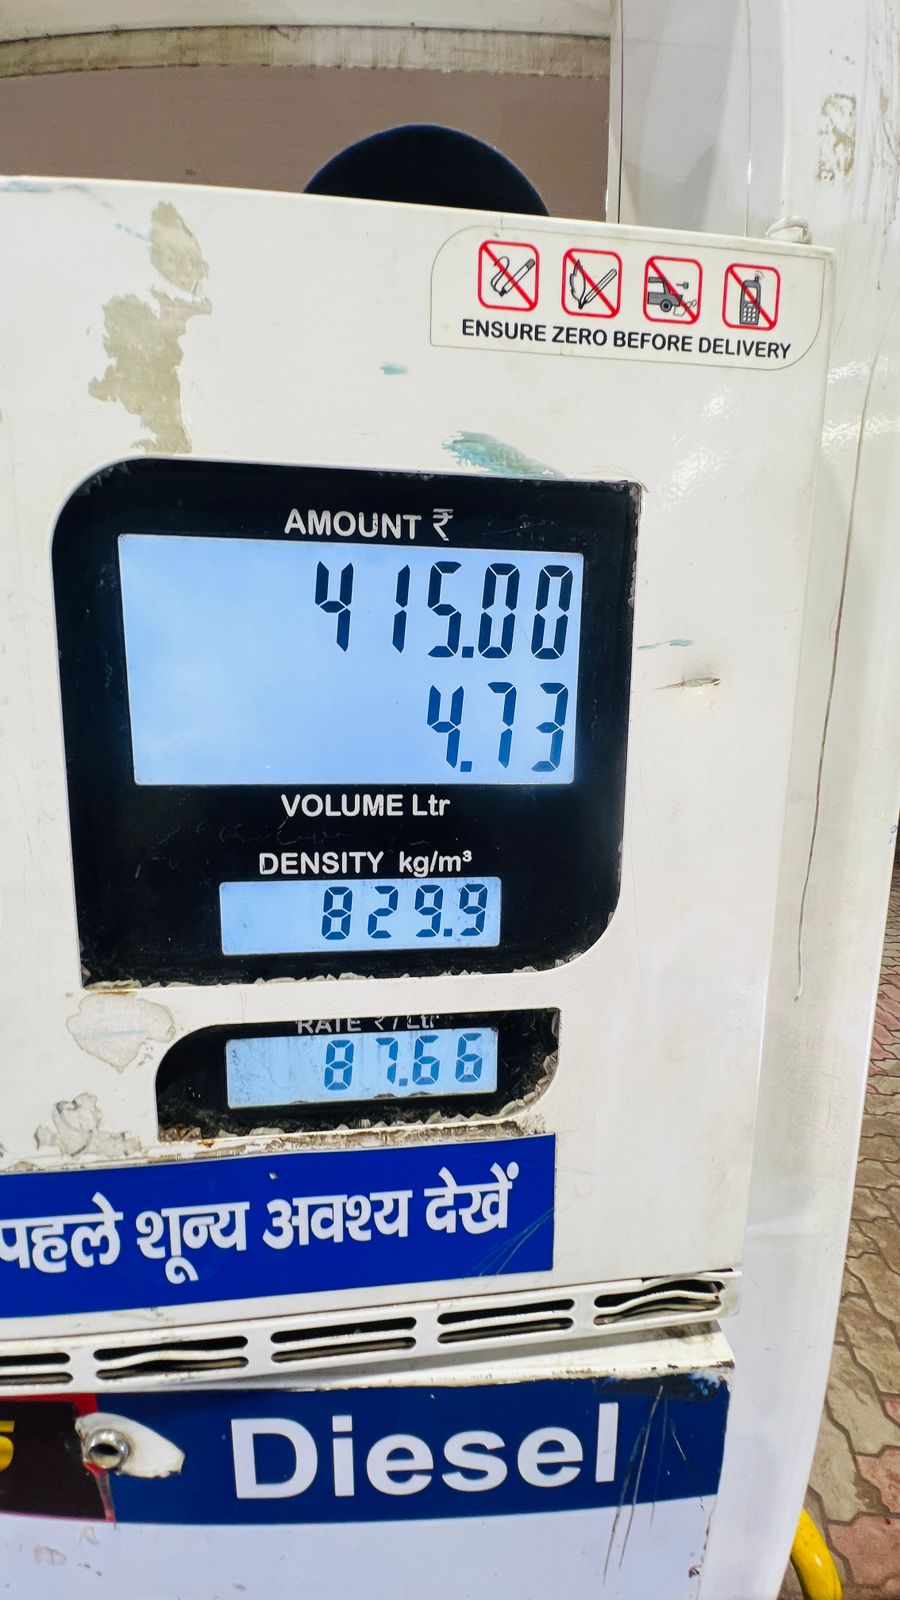 ENSURE ZERO BEFORE DELIVERY
AMOUNT ₹
415.00
4.73
VOLUME Ltr
DENSITY kg/m³
829.9
RATE ₹/Ltr
87.66
पहले शून्य अवश्य देखें
Diesel